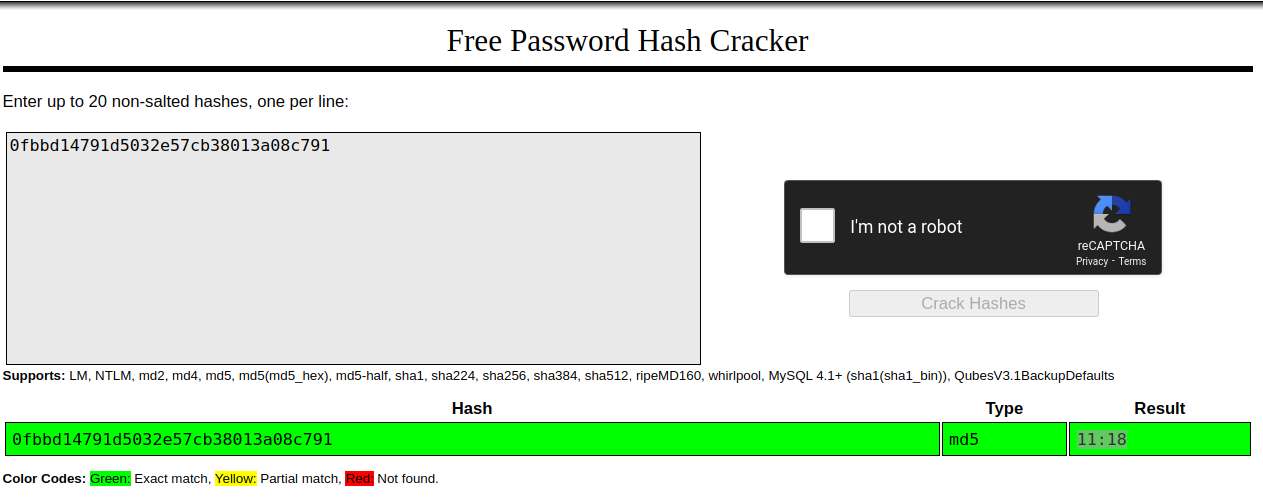 Free Password Hash Cracker
Enter up to 20 non-salted hashes, one per line:
0fbbd14791d5032e57cb38013a08c791
I'm not a robot
reCAPTCHA
Privacy - Terms
Crack Hashes
Supports: LM, NTLM, md2, md4, md5, md5(md5_hex), md5-half, sha1, sha224, sha256, sha384, sha512, ripeMD160, whirlpool, MySQL 4.1+ (sha1(sha1_bin)), QubesV3.1BackupDefaults
Hash Type Result
0fbbd14791d5032e57cb38013a08c791 md5 11:18
Color Codes: Green: Exact match, Yellow: Partial match, Red: Not found.